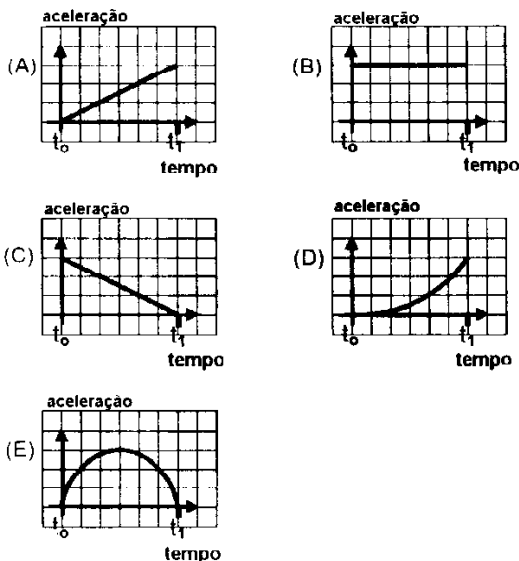 aceleração
(A)
t₀ t₁
tempo
aceleração
(B)
t₀ t₁
tempo
aceleração
(C)
t₀ t₁
tempo
aceleração
(D)
t₀ t₁
tempo
aceleração
(E)
t₀ t₁
tempo